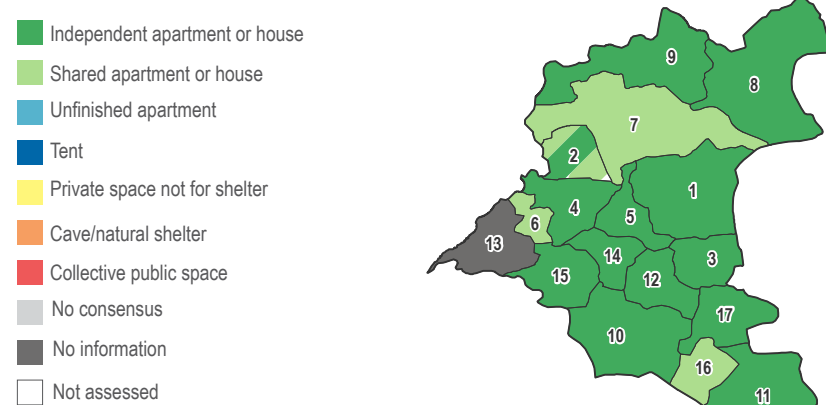 Independent apartment or house
Shared apartment or house
Unfinished apartment
Tent
Private space not for shelter
Cave/natural shelter
Collective public space
No consensus
No information
Not assessed
9
8
7
2
1
4
5
6
13
14
3
15
12
17
10
16
11